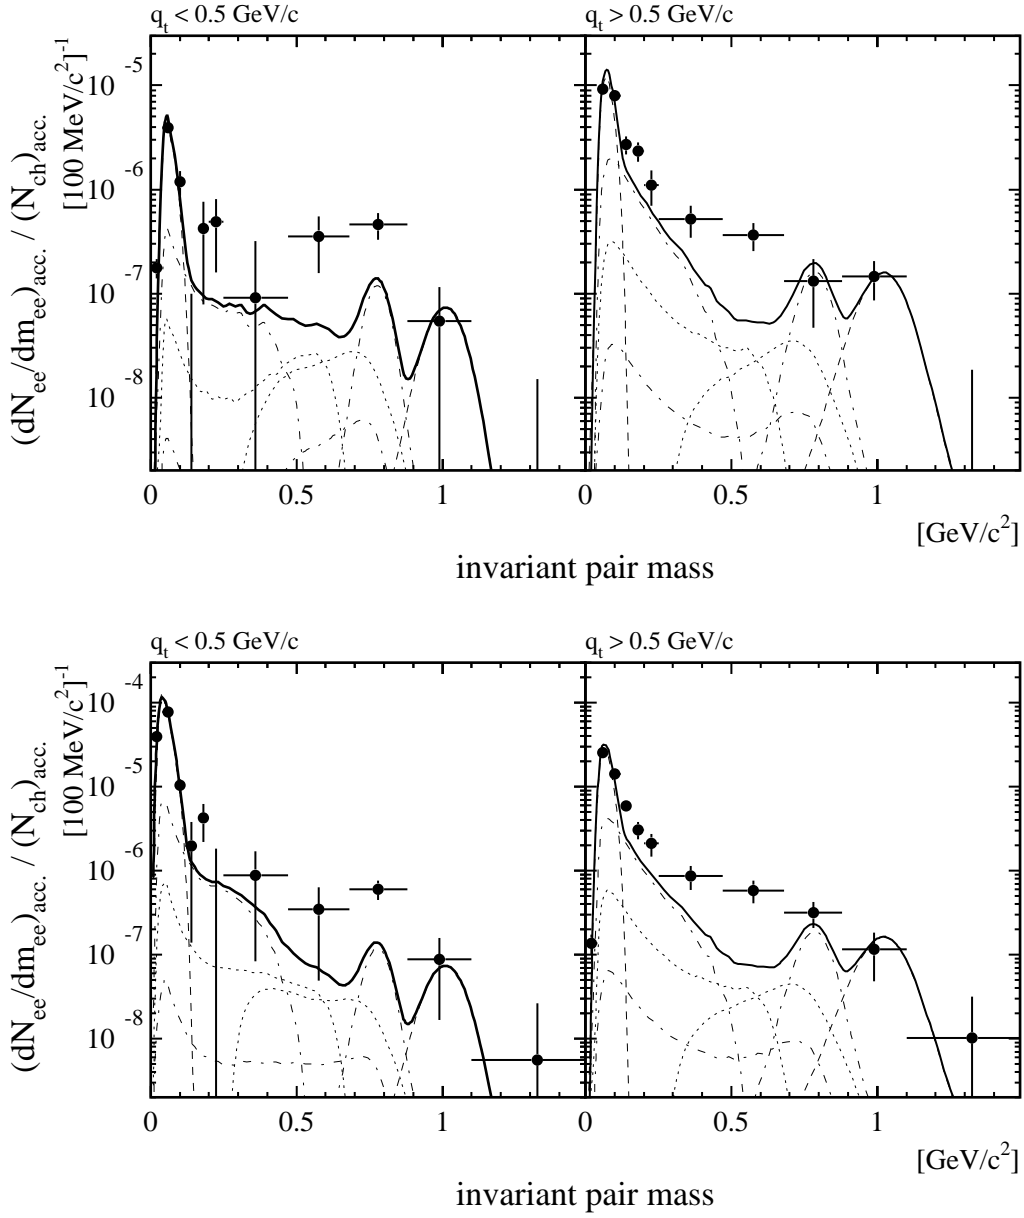 q_t < 0.5 GeV/c
q_t > 0.5 GeV/c
(dN_ee/dm_ee)_acc. / (N_ch)_acc.
[100 MeV/c^2]^-1
10^-5
10^-6
10^-7
10^-8
0
0.5
1
0
0.5
1
[GeV/c^2]
invariant pair mass
q_t < 0.5 GeV/c
q_t > 0.5 GeV/c
(dN_ee/dm_ee)_acc. / (N_ch)_acc.
[100 MeV/c^2]^-1
10^-4
10^-5
10^-6
10^-7
10^-8
0
0.5
1
0
0.5
1
[GeV/c^2]
invariant pair mass